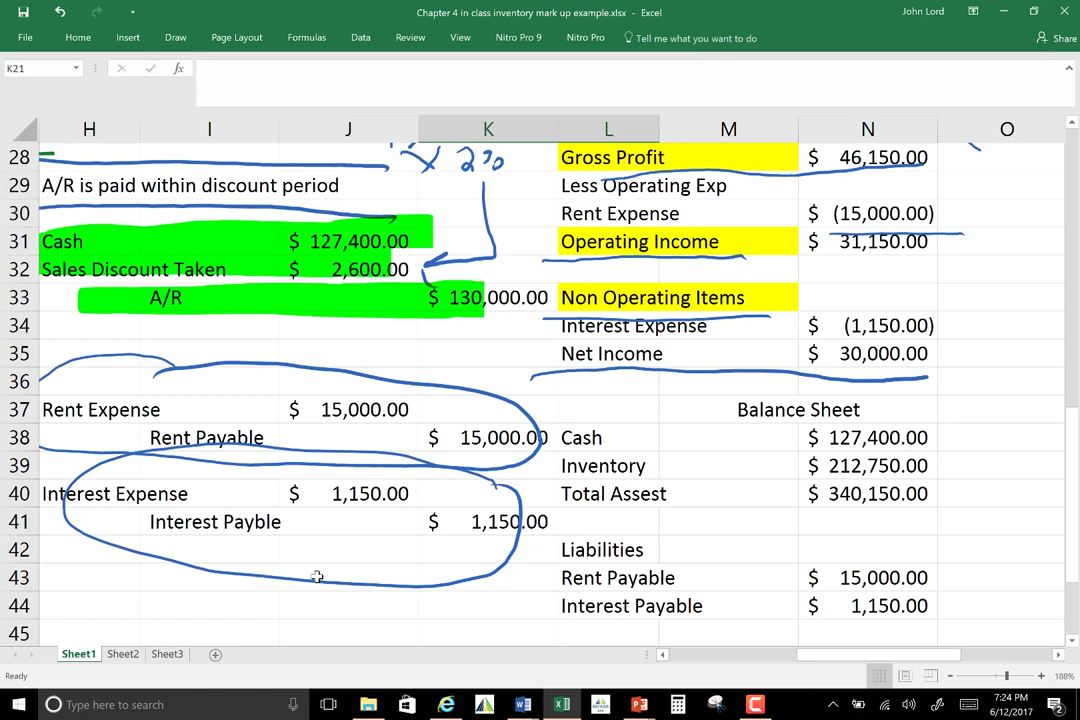 Chapter 4 in class inventory mark up example.xlsx - Excel
John Lord
File Home Insert Draw Page Layout Formulas Data Review View Nitro Pro 9 Nitro Pro Tell me what you want to do Share
K21 fx
H I J K L M N O
28 2% Gross Profit $ 46,150.00
29 A/R is paid within discount period Less Operating Exp
30 Rent Expense $ (15,000.00)
31 Cash $ 127,400.00 Operating Income $ 31,150.00
32 Sales Discount Taken $ 2,600.00
33 A/R $ 130,000.00 Non Operating Items
34 Interest Expense $ (1,150.00)
35 Net Income $ 30,000.00
36
37 Rent Expense $ 15,000.00 Balance Sheet
38 Rent Payable $ 15,000.00 Cash $ 127,400.00
39 Inventory $ 212,750.00
40 Interest Expense $ 1,150.00 Total Assest $ 340,150.00
41 Interest Payble $ 1,150.00
42 Liabilities
43 Rent Payable $ 15,000.00
44 Interest Payable $ 1,150.00
45
Sheet1 Sheet2 Sheet3
Ready 188%
Type here to search
7:24 PM
6/12/2017
2